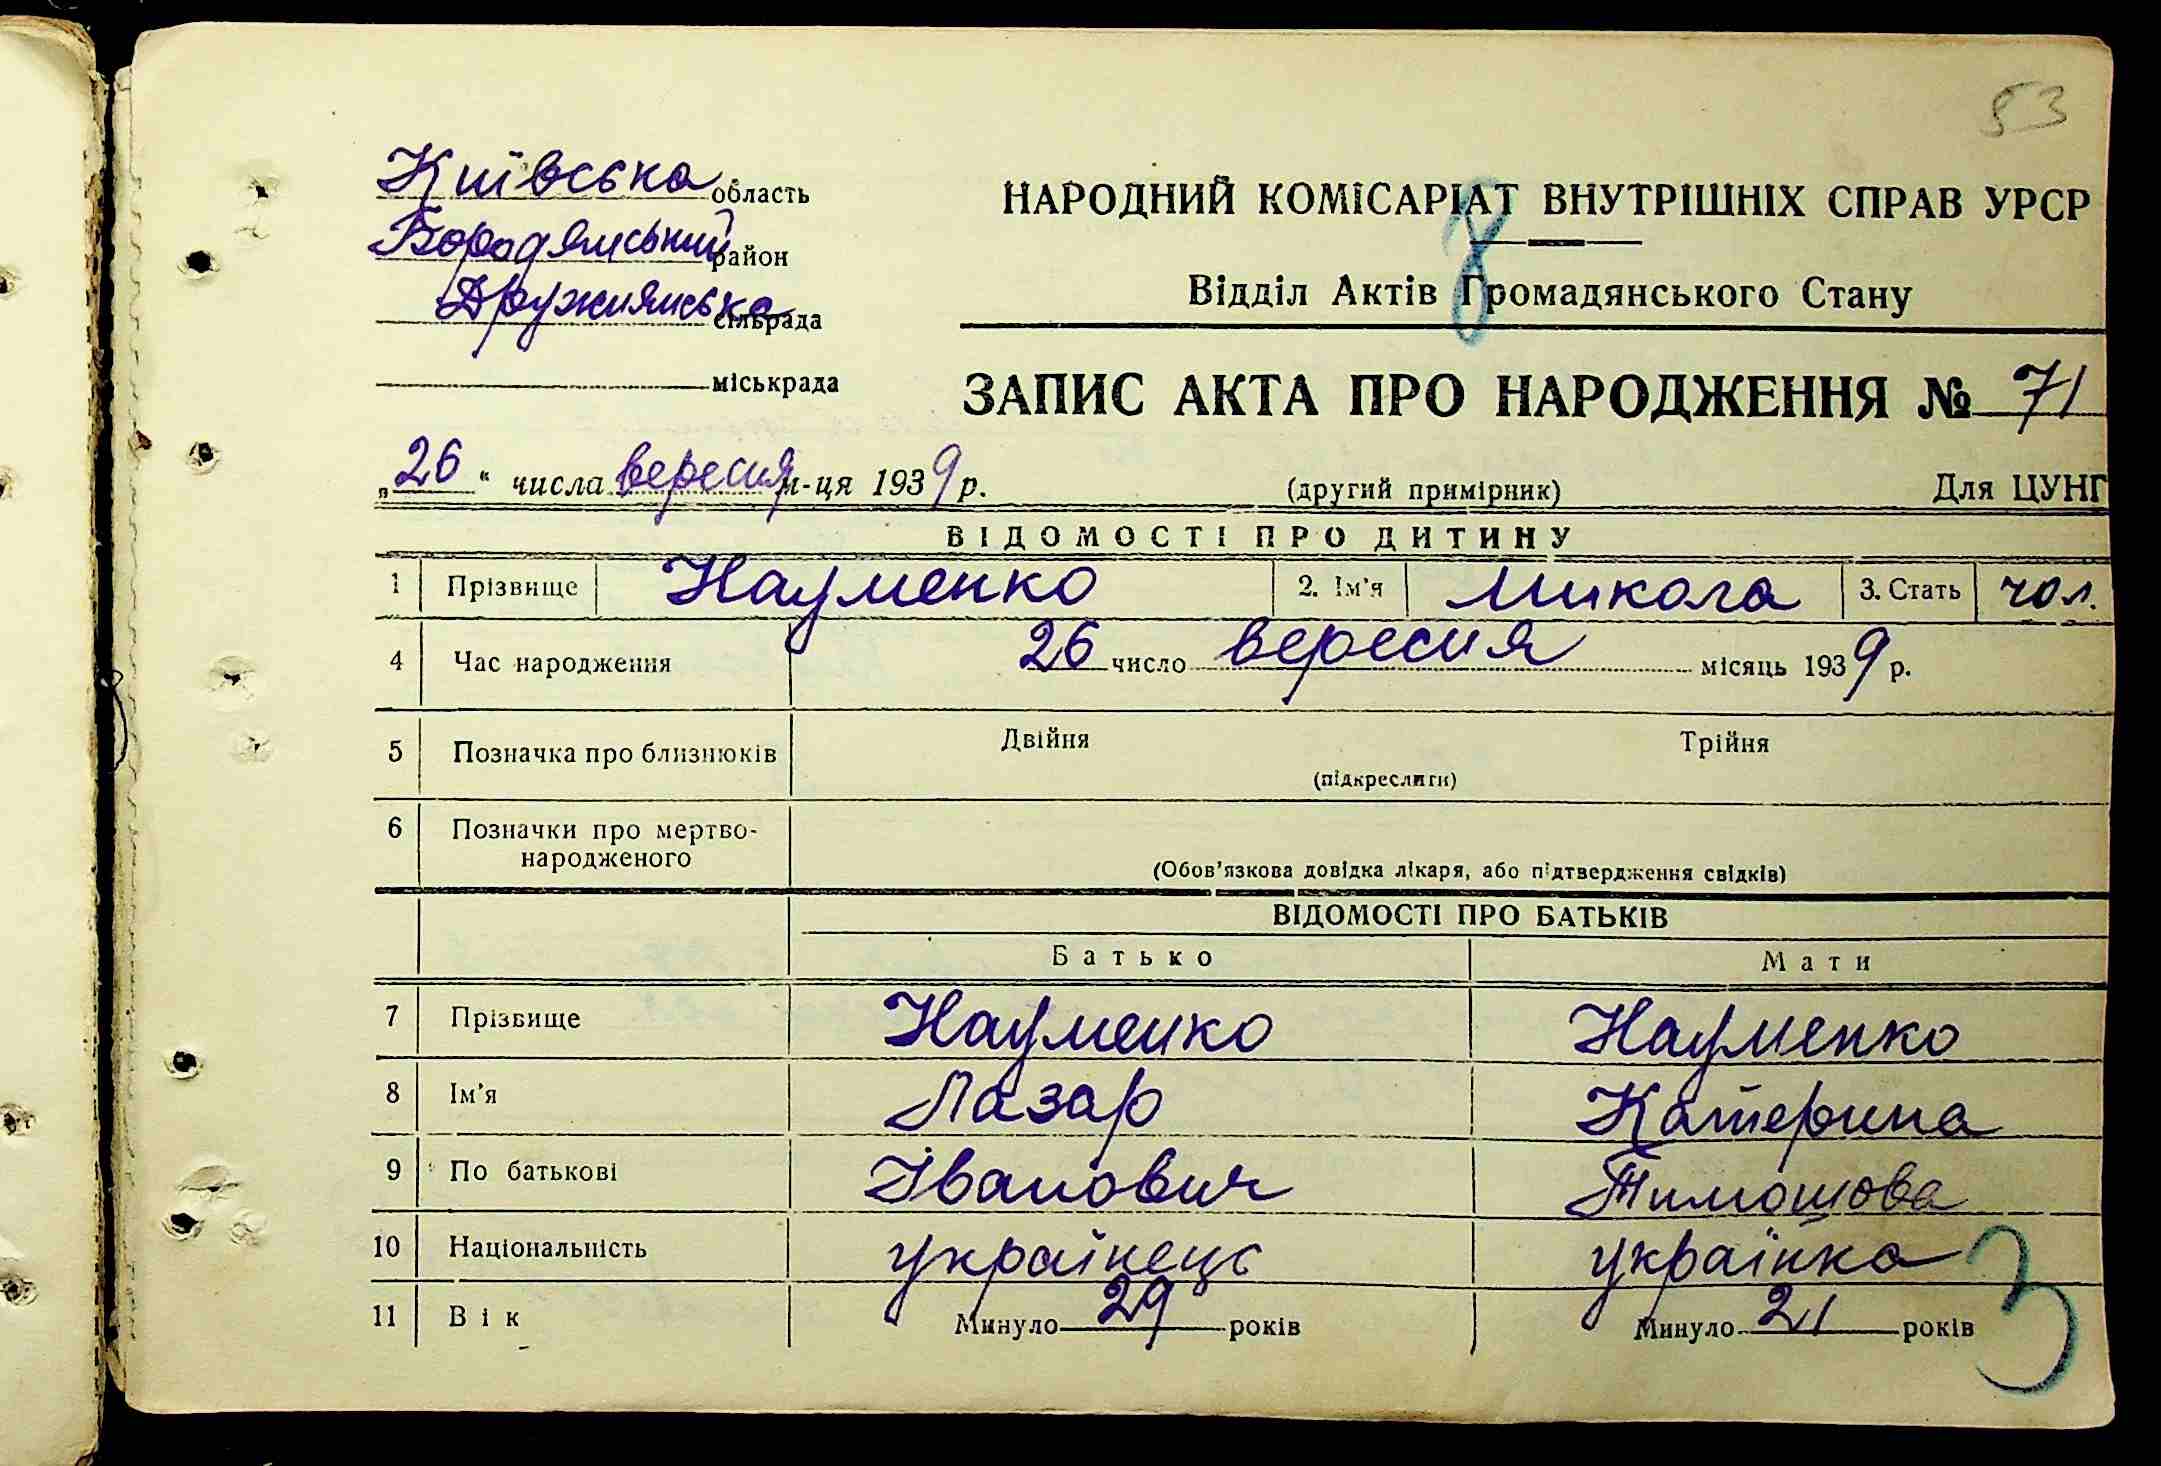 53
Київська область
Бородянський район
Дружнянська сільрада
міськрада
НАРОДНИЙ КОМІСАРІАТ ВНУТРІШНІХ СПРАВ УРСР
8
Відділ Актів Громадянського Стану
ЗАПИС АКТА ПРО НАРОДЖЕННЯ № 71
„26“ числа вересня м-ця 1939 р. (другий примірник) Для ЦУНГ
ВІДОМОСТІ ПРО ДИТИНУ
1 Прізвище Науменко 2. Ім'я Микола 3. Стать чол.
4 Час народження 26 число вересня місяць 1939 р.
5 Позначка про близнюків Двійня Трійня
(підкреслити)
6 Позначки про мертво-
народженого
(Обов'язкова довідка лікаря, або підтвердження свідків)
ВІДОМОСТІ ПРО БАТЬКІВ
Батько Мати
7 Прізвище Науменко Науменко
8 Ім'я Лазар Катерина
9 По батькові Іванович Тимошова
10 Національність українець українка
11 Вік Минуло 29 років Минуло 21 років
3